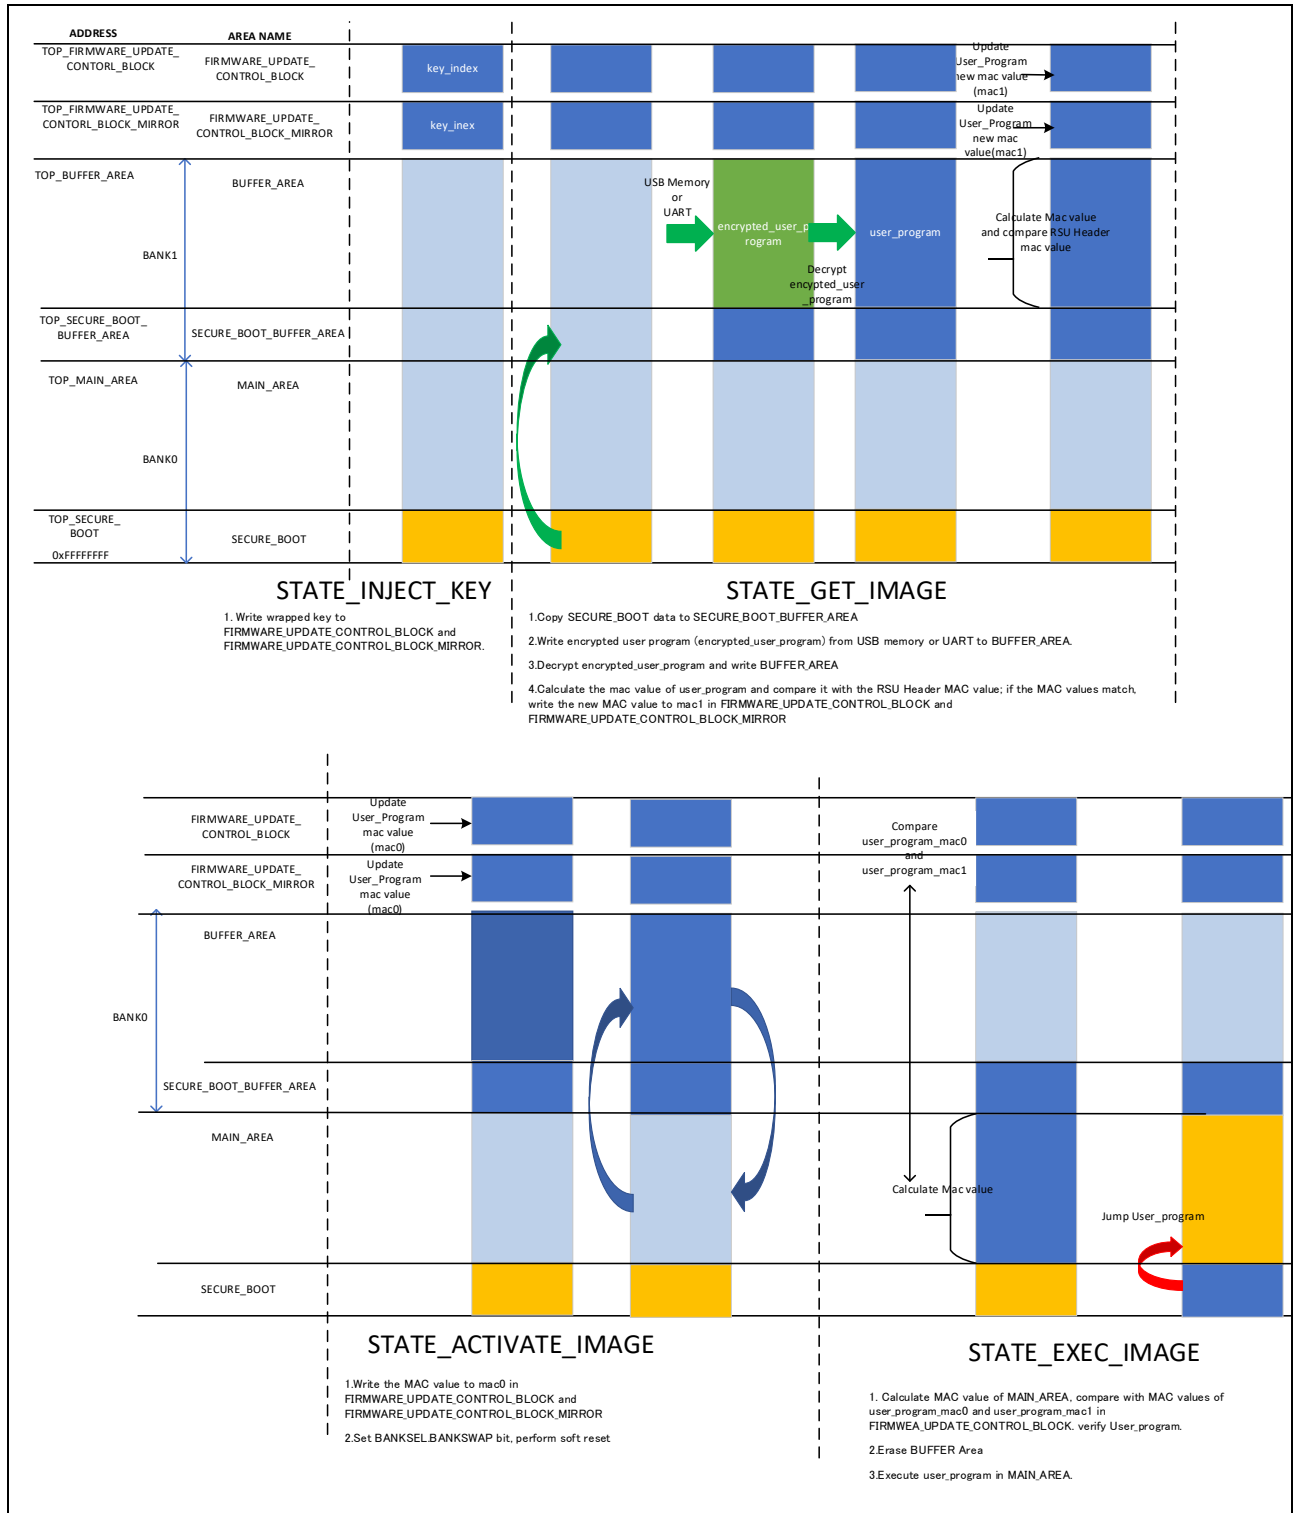 ADDRESS
AREA NAME
TOP_FIRMWARE_UPDATE_
CONTORL_BLOCK
FIRMWARE_UPDATE_
CONTROL_BLOCK
key_index
Update
User_Program
new mac value
(mac1)
TOP_FIRMWARE_UPDATE_
CONTORL_BLOCK_MIRROR
FIRMWARE_UPDATE_
CONTROL_BLOCK_MIRROR
key_inex
Update
User_Program
new mac
value(mac1)
TOP_BUFFER_AREA
BUFFER_AREA
BANK1
USB Memory
or
UART
encrypted_user_p
rogram
Decrypt
encypted_user
_program
user_program
Calculate Mac value
and compare RSU Header
mac value
TOP_SECURE_BOOT_
BUFFER_AREA
SECURE_BOOT_BUFFER_AREA
TOP_MAIN_AREA
MAIN_AREA
BANK0
TOP_SECURE_
BOOT
0xFFFFFFFF
SECURE_BOOT
STATE_INJECT_KEY
1. Write wrapped key to
FIRMWARE_UPDATE_CONTROL_BLOCK and
FIRMWARE_UPDATE_CONTROL_BLOCK_MIRROR.
STATE_GET_IMAGE
1.Copy SECURE_BOOT data to SECURE_BOOT_BUFFER_AREA
2.Write encrypted user program (encrypted_user_program) from USB memory or UART to BUFFER_AREA.
3.Decrypt encrypted_user_program and write BUFFER_AREA
4.Calculate the mac value of user_program and compare it with the RSU Header MAC value; if the MAC values match,
write the new MAC value to mac1 in FIRMWARE_UPDATE_CONTROL_BLOCK and
FIRMWARE_UPDATE_CONTROL_BLOCK_MIRROR
FIRMWARE_UPDATE_
CONTROL_BLOCK
Update
User_Program
mac value
(mac0)
FIRMWARE_UPDATE_
CONTROL_BLOCK_MIRROR
Update
User_Program
mac value
(mac0)
Compare
user_program_mac0
and
user_program_mac1
BUFFER_AREA
BANK0
SECURE_BOOT_BUFFER_AREA
MAIN_AREA
Calculate Mac value
Jump User_program
SECURE_BOOT
STATE_ACTIVATE_IMAGE
1.Write the MAC value to mac0 in
FIRMWARE_UPDATE_CONTROL_BLOCK and
FIRMWARE_UPDATE_CONTROL_BLOCK_MIRROR
2.Set BANKSEL.BANKSWAP bit, perform soft reset
STATE_EXEC_IMAGE
1. Calculate MAC value of MAIN_AREA, compare with MAC values of
user_program_mac0 and user_program_mac1 in
FIRMWEA_UPDATE_CONTROL_BLOCK. verify User_program.
2.Erase BUFFER Area
3.Execute user_program in MAIN_AREA.